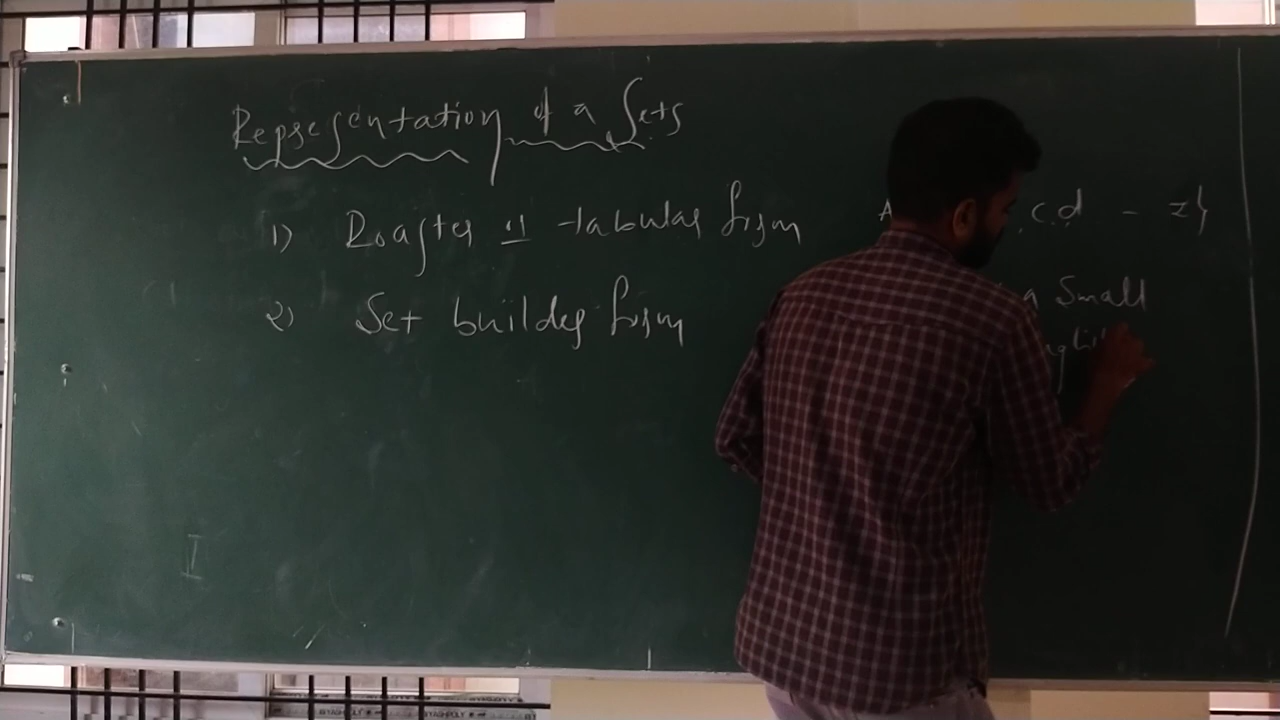 Representation of a Sets
1) Roaster or tabular form
2) Set builder form
A , c, d - z}
a Small